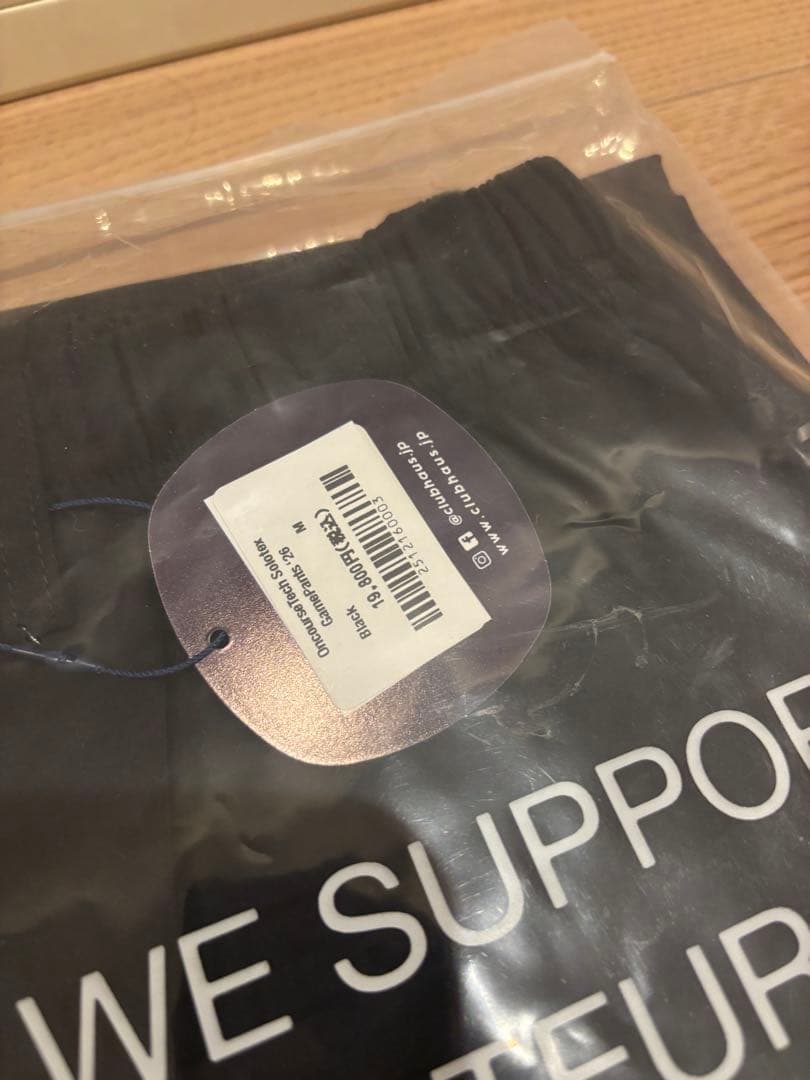 OncourseTech Solotex
GamePants '26
Black M
19,800円(税込)
2512160003
@clubhaus.jp
www.clubhaus.jp
WE SUPPOR
TEUR